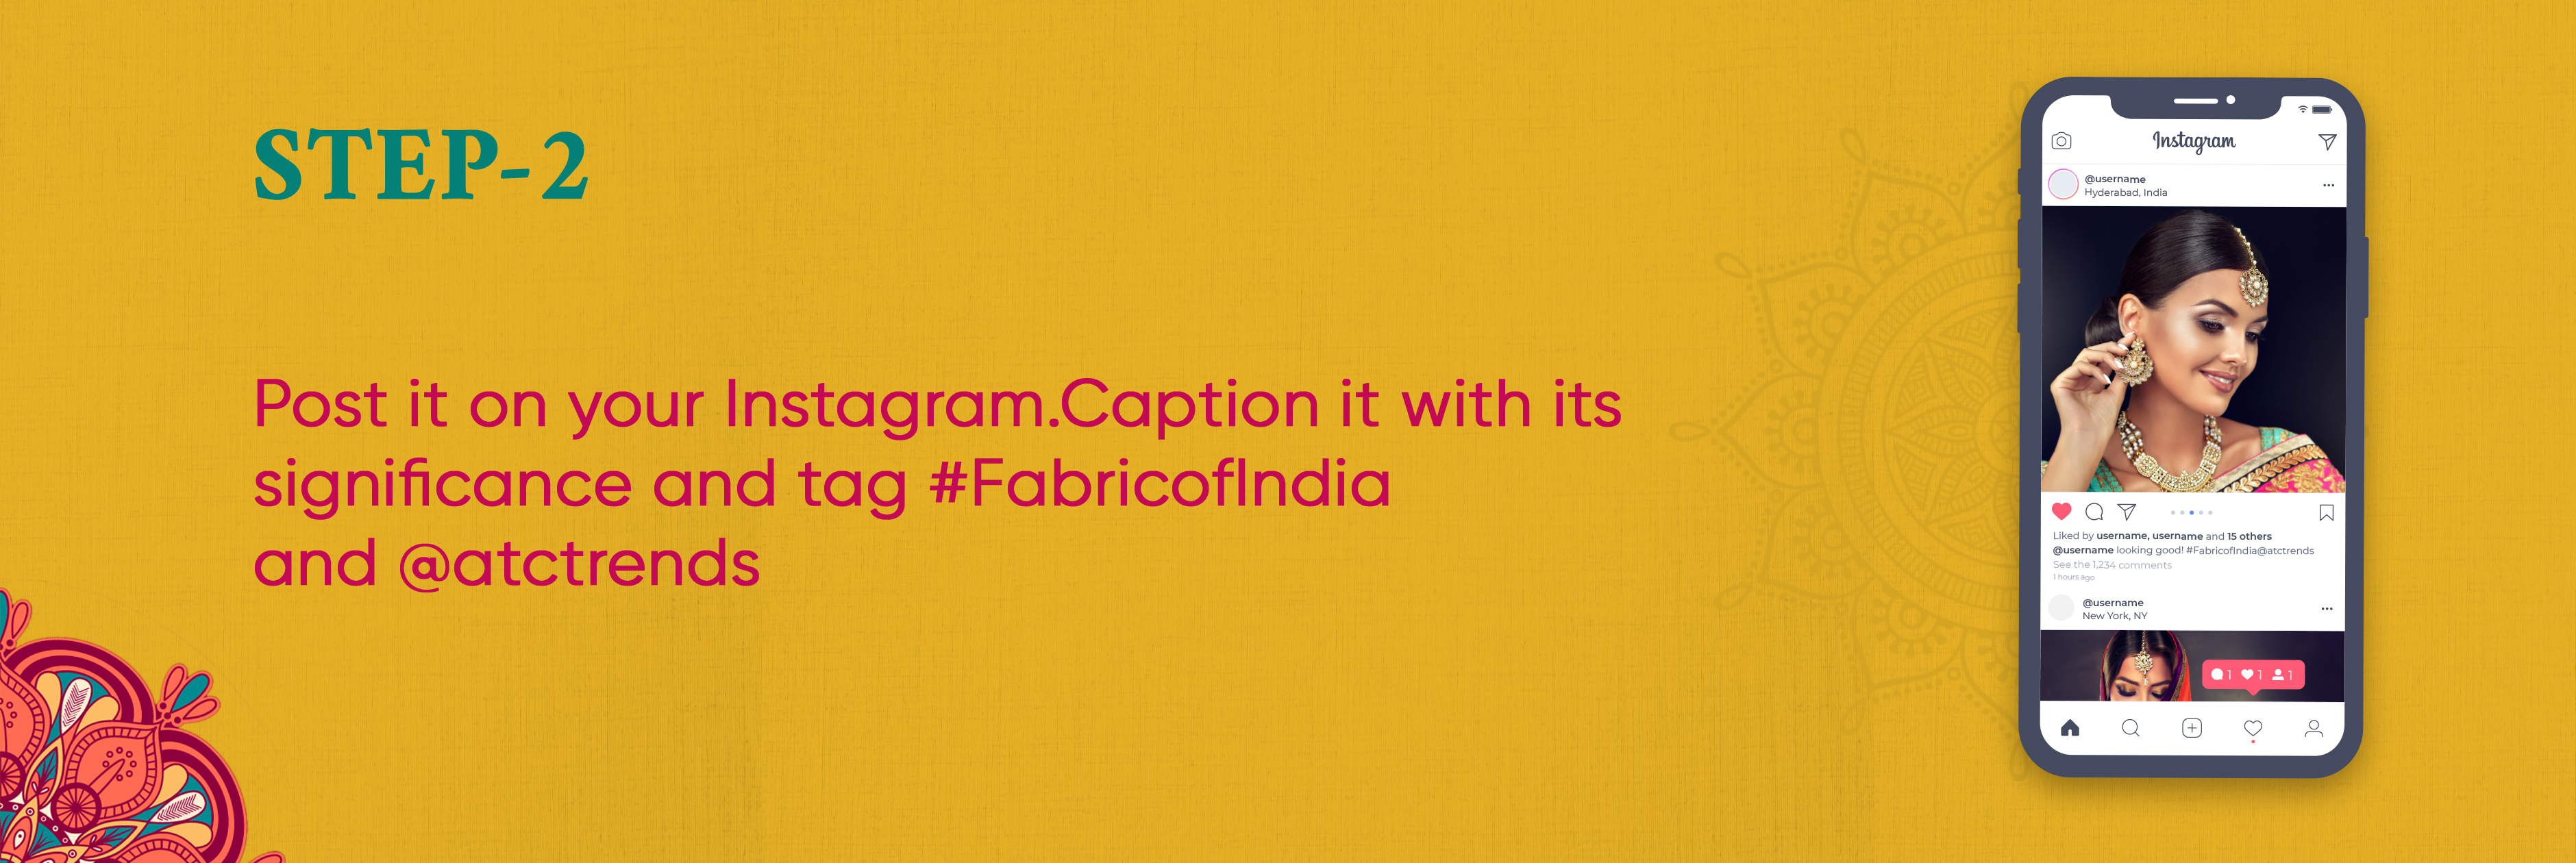 STEP-2
Post it on your Instagram.Caption it with its
significance and tag #FabricofIndia
and @atctrends
Instagram
@username
Hyderabad, India
Liked by username, username and 15 others
@username looking good! #FabricofIndia@atctrends
See the 1,234 comments
1 hours ago
@username
New York, NY
1 1 1